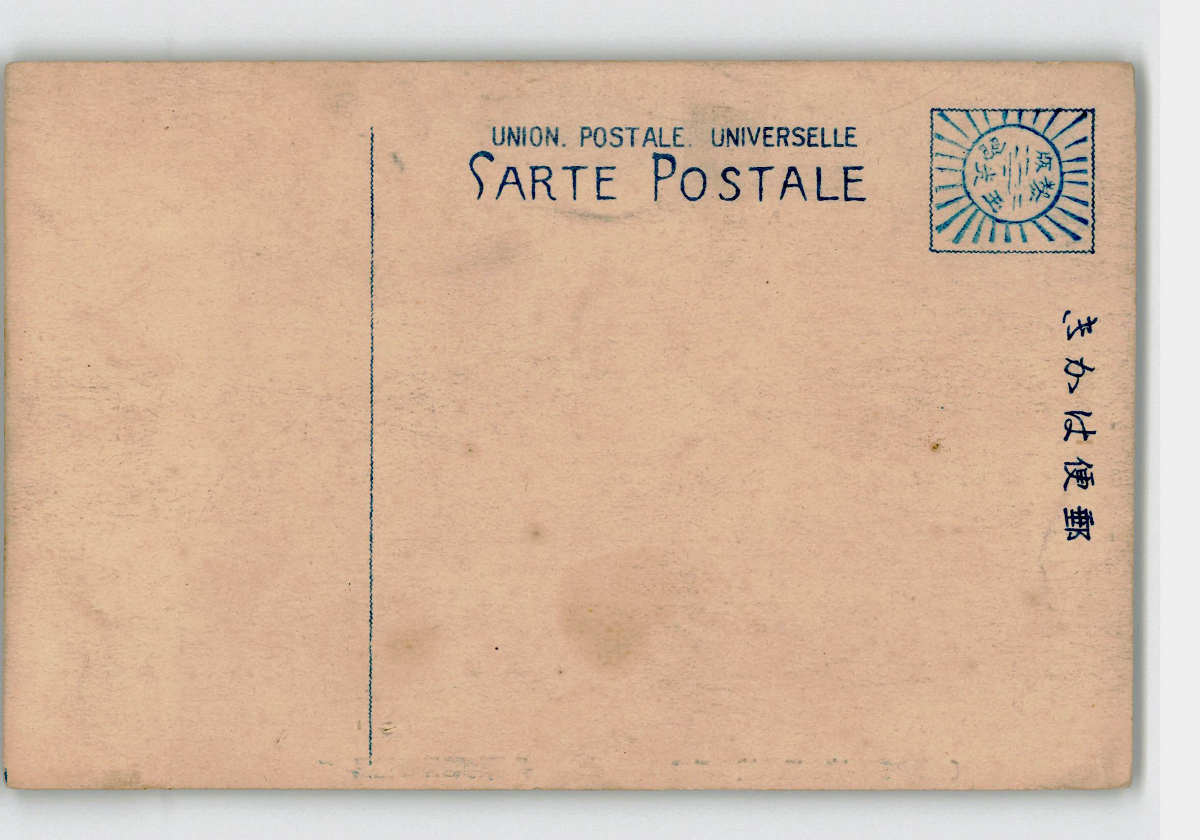 UNION. POSTALE. UNIVERSELLE
CARTE POSTALE
きかは便郵